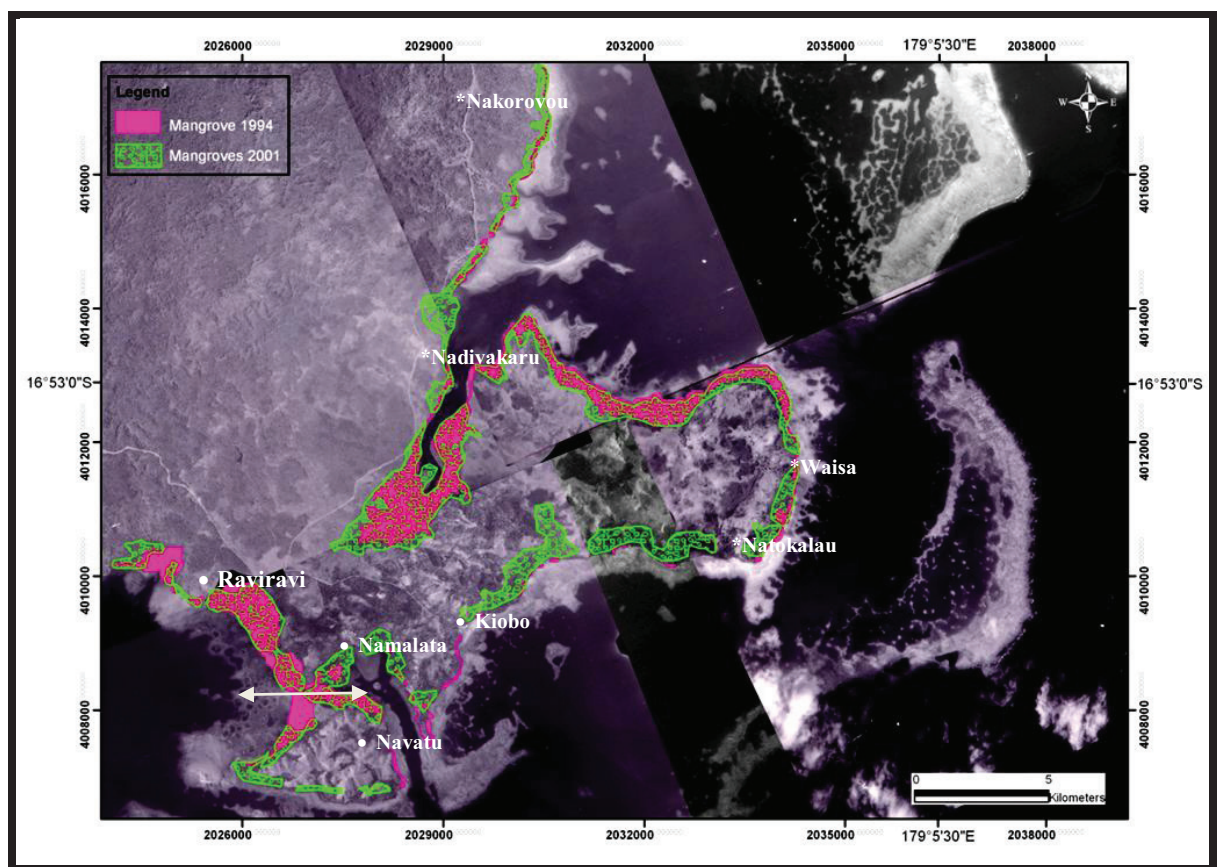 2026000 2029000 2032000 2035000 179°5'30"E 2038000
Legend
Mangrove 1994
Mangroves 2001
*Nakorovou
W E
S
4016000 4016000
4014000 4014000
*Nadivakaru
16°53'0"S 16°53'0"S
4012000 4012000
*Waisa
*Natokalau
4010000 4010000
Raviravi
Kiobo
Namalata
4008000 4008000
Navatu
0 5
Kilometers
2026000 2029000 2032000 2035000 179°5'30"E 2038000